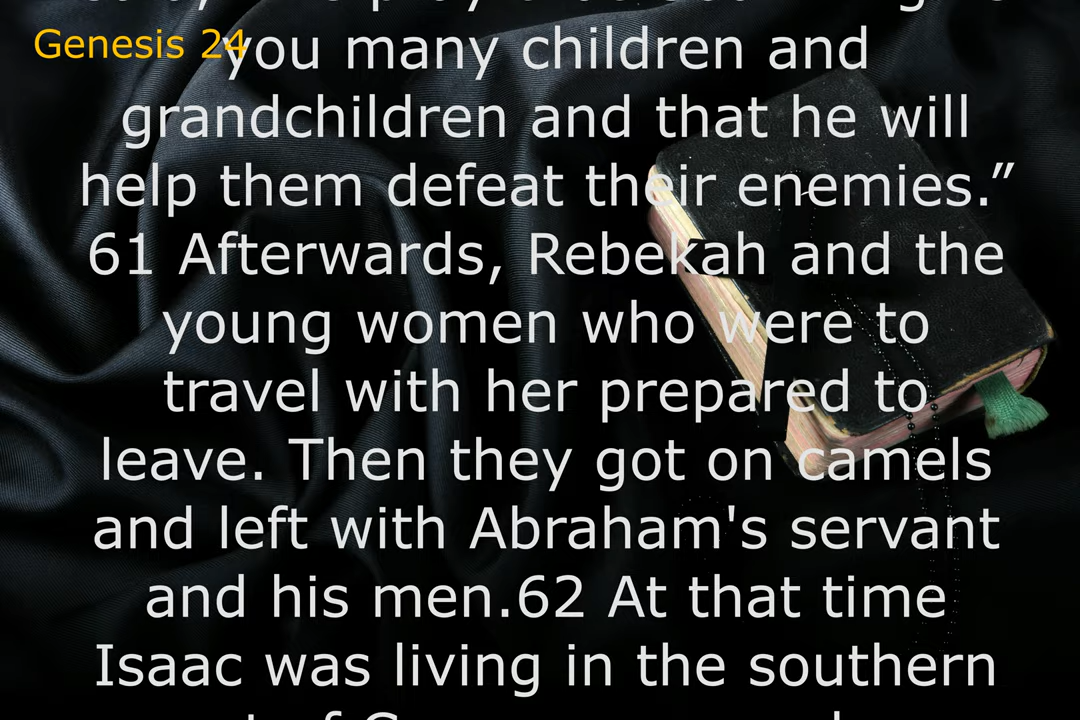 Genesis 24
you many children and
grandchildren and that he will
help them defeat their enemies.”
61 Afterwards, Rebekah and the
young women who were to
travel with her prepared to
leave. Then they got on camels
and left with Abraham's servant
and his men.62 At that time
Isaac was living in the southern